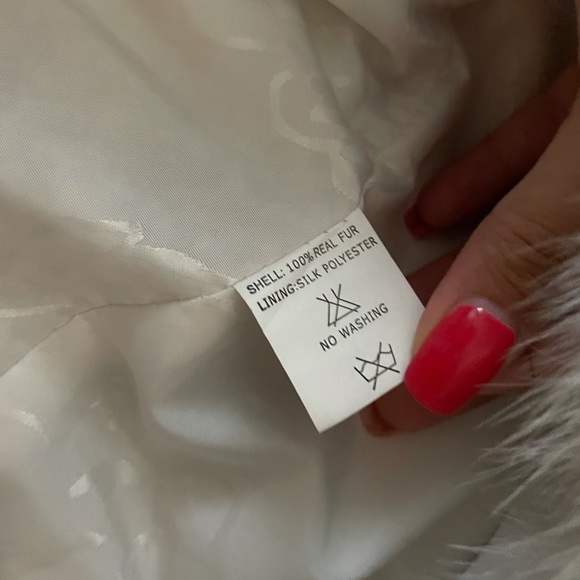 SHELL: 100%REAL FUR
LINING:SILK POLYESTER
NO WASHING